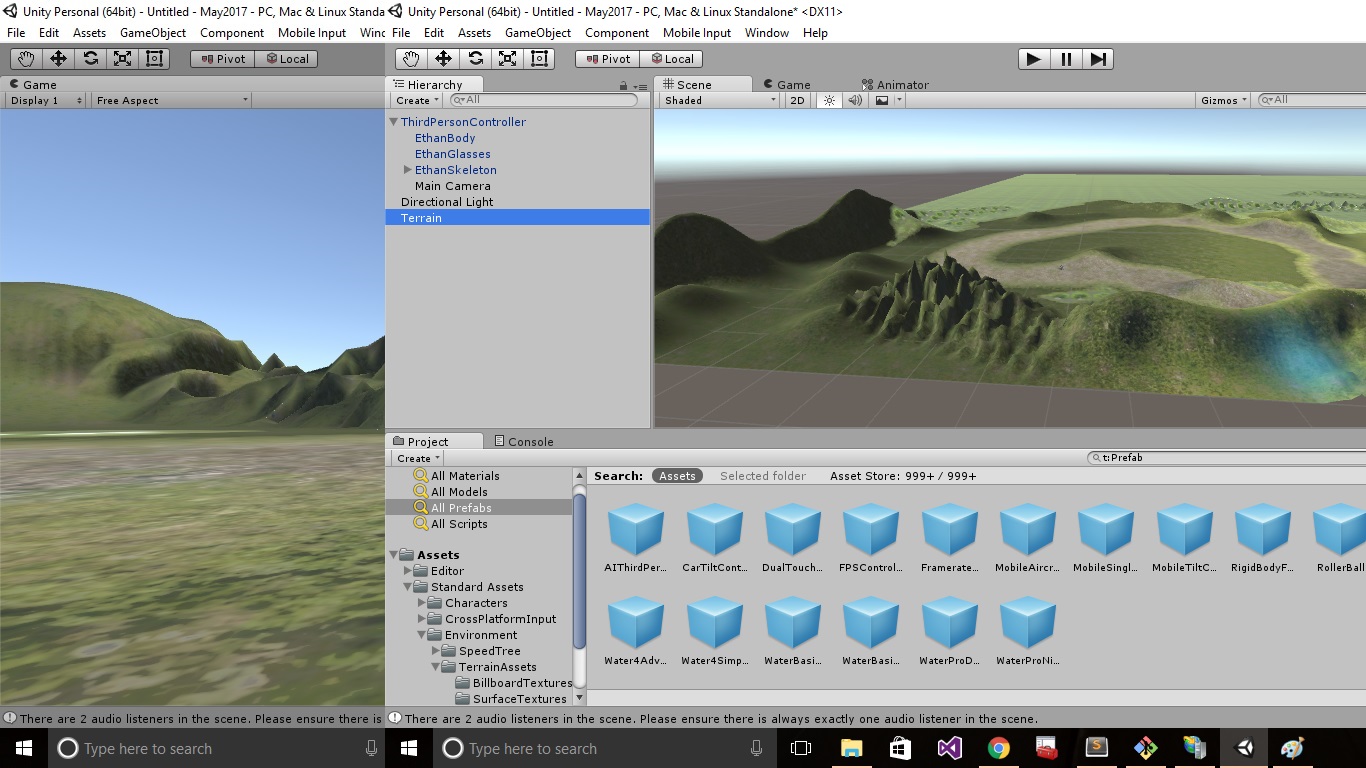 Unity Personal (64bit) - Untitled - May2017 - PC, Mac & Linux Standa
File Edit Assets GameObject Component Mobile Input Winc
Pivot Local
Game
Display 1 Free Aspect
There are 2 audio listeners in the scene. Please ensure there is
Type here to search
Unity Personal (64bit) - Untitled - May2017 - PC, Mac & Linux Standalone* <DX11>
File Edit Assets GameObject Component Mobile Input Window Help
Pivot Local
Hierarchy
Create All
ThirdPersonController
EthanBody
EthanGlasses
EthanSkeleton
Main Camera
Directional Light
Terrain
Scene Game Animator
Shaded 2D Gizmos All
Project Console
Create t:Prefab
All Materials
All Models
All Prefabs
All Scripts
Assets
Editor
Standard Assets
Characters
CrossPlatformInput
Environment
SpeedTree
TerrainAssets
BillboardTextures
SurfaceTextures
Search: Assets Selected folder Asset Store: 999+ / 999+
AIThirdPer... CarTiltCont... DualTouch... FPSControl... Framerate... MobileAircr... MobileSingl... MobileTiltC... RigidBodyF... RollerBall
Water4Adv... Water4Simp... WaterBasi... WaterBasi... WaterProD... WaterProNi...
There are 2 audio listeners in the scene. Please ensure there is always exactly one audio listener in the scene.
Type here to search